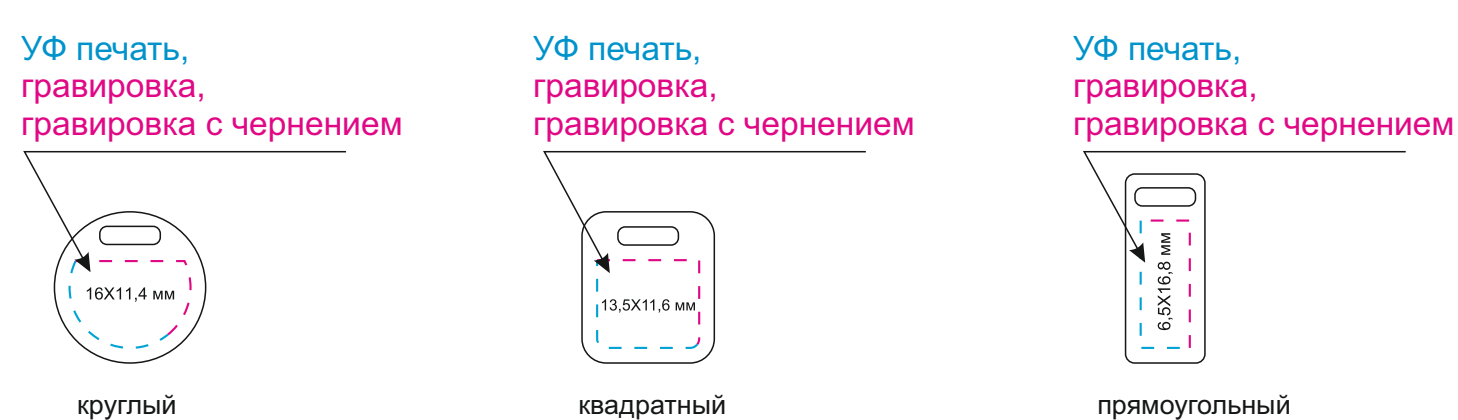 УФ печать,
гравировка,
гравировка с чернением
16X11,4 мм
круглый
УФ печать,
гравировка,
гравировка с чернением
13,5X11,6 мм
квадратный
УФ печать,
гравировка,
гравировка с чернением
6,5X16,8 мм
прямоугольный